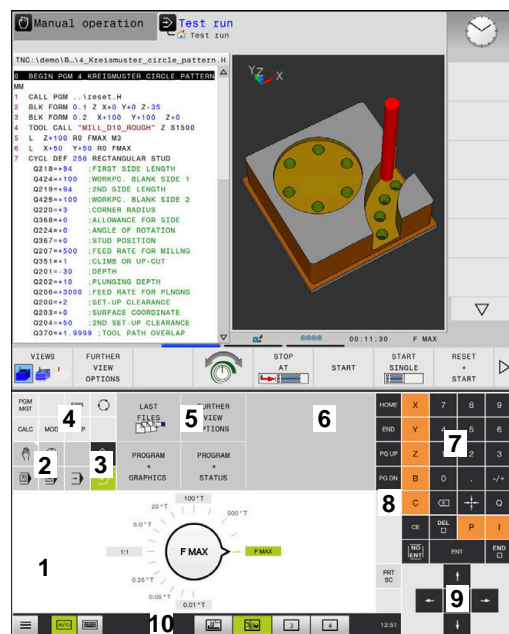 Manual operation
Test run
Test run
TNC:\demo\B…\4_Kreismuster_circle_pattern.H
0 BEGIN PGM 4_KREISMUSTER_CIRCLE_PATTERN
MM
1 CALL PGM ..\reset.H
2 BLK FORM 0.1 Z X+0 Y+0 Z-35
3 BLK FORM 0.2 X+100 Y+100 Z+0
4 TOOL CALL "MILL_D10_ROUGH" Z S1500
5 L Z+100 R0 FMAX M3
6 L X+50 Y+50 R0 FMAX
7 CYCL DEF 256 RECTANGULAR STUD
Q218=+94 ;FIRST SIDE LENGTH
Q424=+100 ;WORKPC. BLANK SIDE 1
Q219=+94 ;2ND SIDE LENGTH
Q425=+100 ;WORKPC. BLANK SIDE 2
Q220=+3 ;CORNER RADIUS
Q368=+0 ;ALLOWANCE FOR SIDE
Q224=+0 ;ANGLE OF ROTATION
Q367=+0 ;STUD POSITION
Q207=+500 ;FEED RATE FOR MILLNG
Q351=+1 ;CLIMB OR UP-CUT
Q201=-30 ;DEPTH
Q202=+10 ;PLUNGING DEPTH
Q206=+3000 ;FEED RATE FOR PLNGNG
Q200=+2 ;SET-UP CLEARANCE
Q203=+0 ;SURFACE COORDINATE
Q204=+50 ;2ND SET-UP CLEARANCE
Q370=+1.9999 ;TOOL PATH OVERLAP
Y Z X
00:11:30 F MAX
VIEWS
FURTHER
VIEW
OPTIONS
STOP
AT
START
START
SINGLE
RESET
+
START
PGM
MGT
4
CALC
MOD
2
3
LAST
FILES
5
FURTHER
VIEW
OPTIONS
PROGRAM
+
GRAPHICS
PROGRAM
+
STATUS
6
HOME X 7 8 9
END Y 5 6
7
PG UP Z 2 3
PG DN B 0 . -/+
8
C Q
CE DEL P I
NO
ENT
ENT
END
PRT
SC
9
1
100 °T
25 °T
500 °T
5.0 °T
1:1
F MAX
F MAX
0.25 °T
0.05 °T
0.01 °T
AUTO
10
3
4
13:51